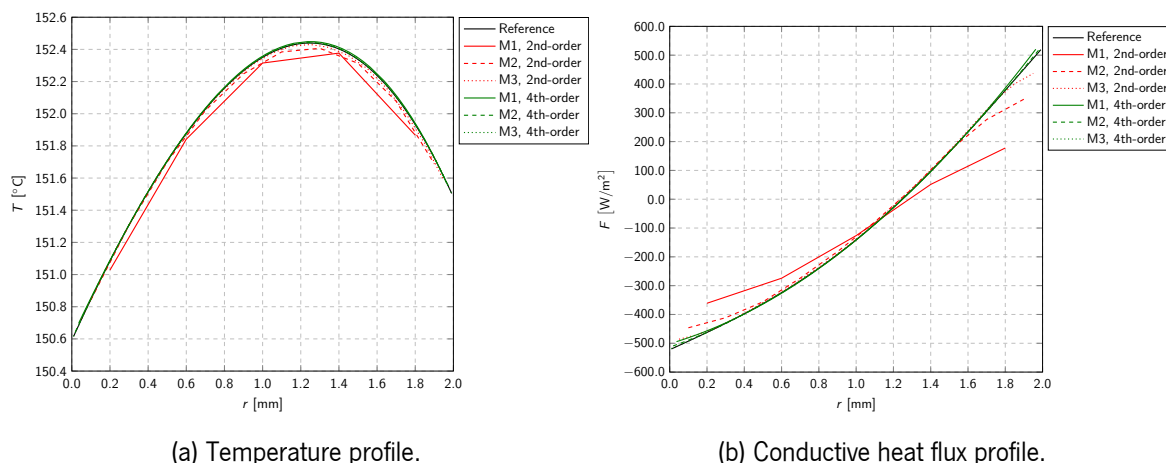 152.6
152.4
152.2
152.0
151.8
151.6
151.4
151.2
151.0
150.8
150.6
150.4
T [°C]
0.0 0.2 0.4 0.6 0.8 1.0 1.2 1.4 1.6 1.8 2.0
r [mm]
Reference
M1, 2nd-order
M2, 2nd-order
M3, 2nd-order
M1, 4th-order
M2, 4th-order
M3, 4th-order
(a) Temperature profile.
600.0
500.0
400.0
300.0
200.0
100.0
0.0
−100.0
−200.0
−300.0
−400.0
−500.0
−600.0
F [W/m²]
0.0 0.2 0.4 0.6 0.8 1.0 1.2 1.4 1.6 1.8 2.0
r [mm]
Reference
M1, 2nd-order
M2, 2nd-order
M3, 2nd-order
M1, 4th-order
M2, 4th-order
M3, 4th-order
(b) Conductive heat flux profile.